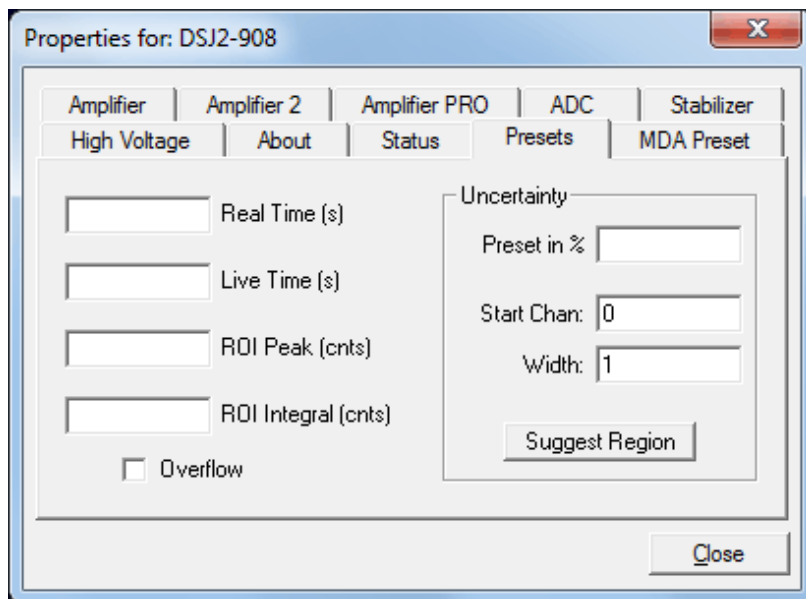 Properties for: DSJ2-908
Amplifier Amplifier 2 Amplifier PRO ADC Stabilizer
High Voltage About Status Presets MDA Preset
Real Time (s)
Live Time (s)
ROI Peak (cnts)
ROI Integral (cnts)
Overflow
Uncertainty
Preset in %
Start Chan: 0
Width: 1
Suggest Region
Close